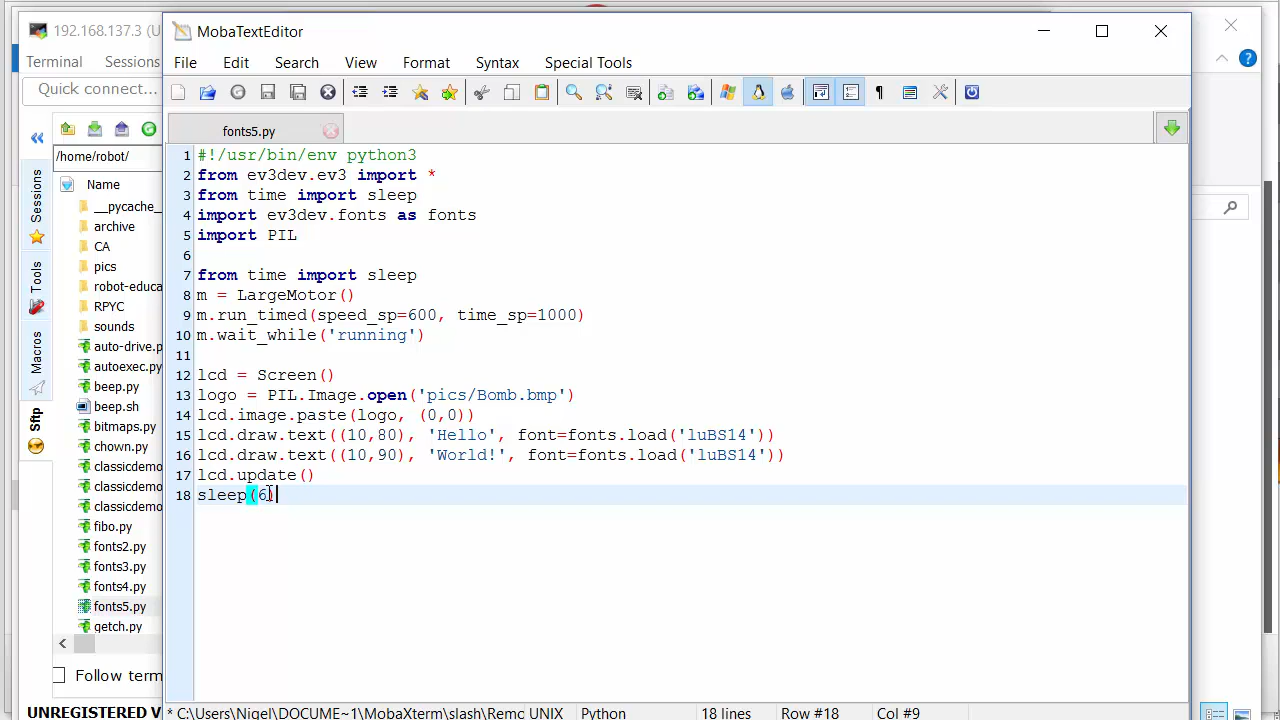 192.168.137.3 (U
MobaTextEditor
Terminal
Sessions
File
Edit
Search
View
Format
Syntax
Special Tools
Quick connect...
fonts5.py
/home/robot/
Name
Sessions
Tools
Macros
Sftp
__pycache_
archive
CA
pics
robot-educa
RPYC
sounds
auto-drive.p
autoexec.py
beep.py
beep.sh
bitmaps.py
chown.py
classicdemo
classicdemo
classicdemo
fibo.py
fonts2.py
fonts3.py
fonts4.py
fonts5.py
getch.py
Follow term
UNREGISTERED V
1 #!/usr/bin/env python3
2 from ev3dev.ev3 import *
3 from time import sleep
4 import ev3dev.fonts as fonts
5 import PIL
6
7 from time import sleep
8 m = LargeMotor()
9 m.run_timed(speed_sp=600, time_sp=1000)
10 m.wait_while('running')
11
12 lcd = Screen()
13 logo = PIL.Image.open('pics/Bomb.bmp')
14 lcd.image.paste(logo, (0,0))
15 lcd.draw.text((10,80), 'Hello', font=fonts.load('luBS14'))
16 lcd.draw.text((10,90), 'World!', font=fonts.load('luBS14'))
17 lcd.update()
18 sleep(6)
* C:\Users\Nigel\DOCUME~1\MobaXterm\slash\Remc
UNIX
Python
18 lines
Row #18
Col #9